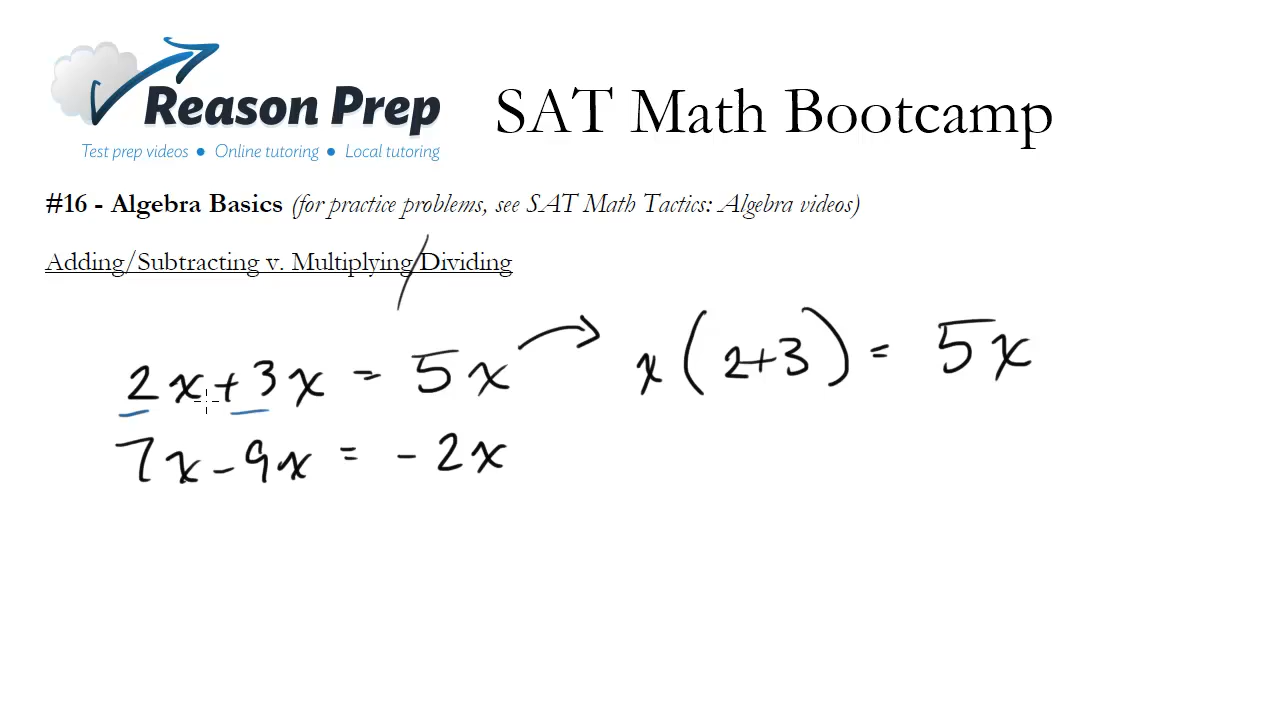 Reason Prep
Test prep videos ● Online tutoring ● Local tutoring
SAT Math Bootcamp
#16 - Algebra Basics (for practice problems, see SAT Math Tactics: Algebra videos)
Adding/Subtracting v. Multiplying/Dividing
2x+3x = 5x → x(2+3) = 5x
7x-9x = -2x